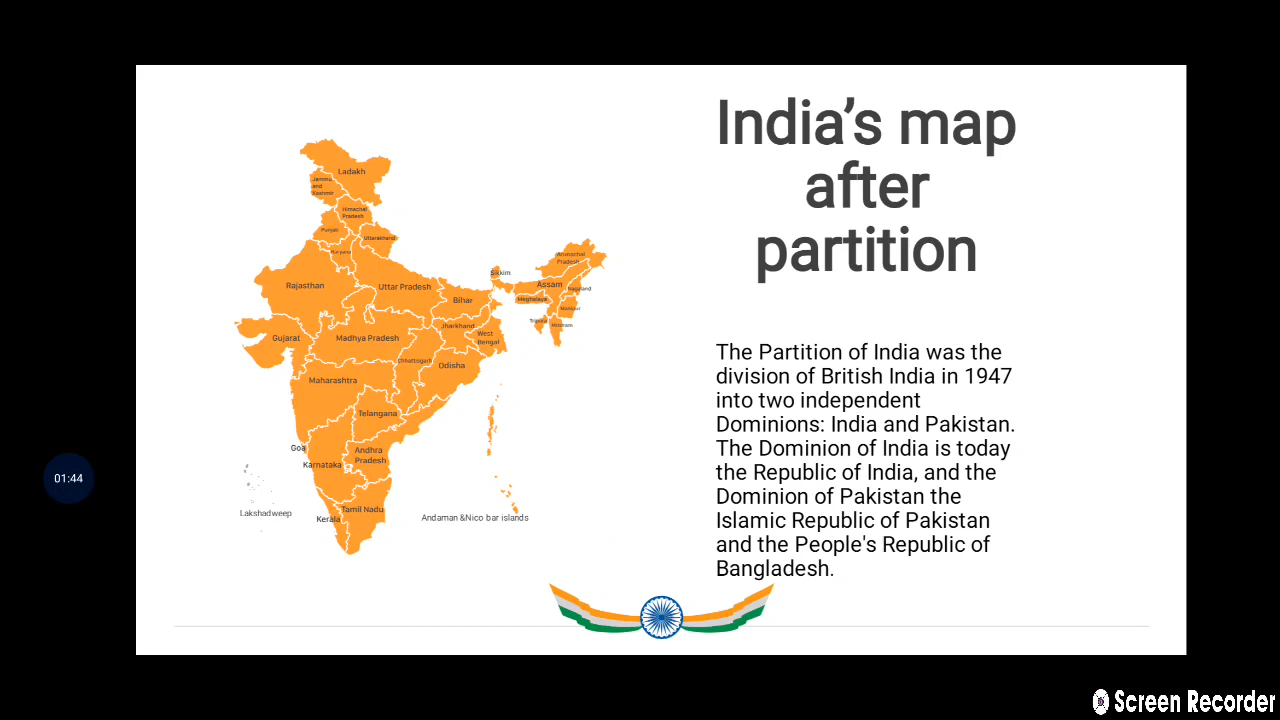 India’s map
after
partition
Ladakh
Jammu
and
Kashmir
Himachal
Pradesh
Punjab
Uttarakhand
Haryana
Arunachal
Pradesh
Sikkim
Rajasthan
Uttar Pradesh
Assam
Nagaland
Bihar
Meghalaya
Manipur
Tripura
Mizoram
Jharkhand
Gujarat
Madhya Pradesh
West
Bengal
Chhattisgarh
Odisha
Maharashtra
Telangana
Goa
Andhra
Pradesh
Karnataka
Lakshadweep
Kerala
Tamil Nadu
Andaman &Nico bar islands
The Partition of India was the
division of British India in 1947
into two independent
Dominions: India and Pakistan.
The Dominion of India is today
the Republic of India, and the
Dominion of Pakistan the
Islamic Republic of Pakistan
and the People's Republic of
Bangladesh.
01:44
Screen Recorder